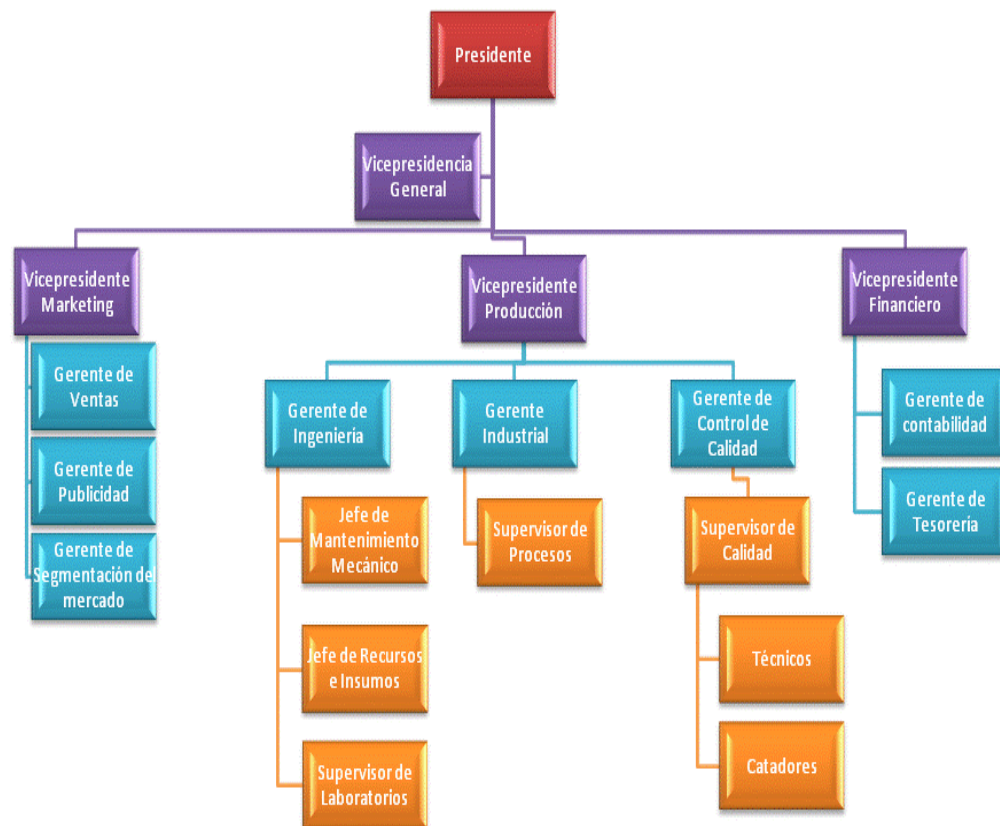 Presidente
Vicepresidencia
General
Vicepresidente
Marketing
Vicepresidente
Producción
Vicepresidente
Financiero
Gerente de
Ventas
Gerente de
Publicidad
Gerente de
Segmentación del
mercado
Gerente de
Ingenieria
Gerente
Industrial
Gerente de
Control de
Calidad
Gerente de
contabilidad
Gerente de
Tesoreria
Jefe de
Mantenimiento
Mecánico
Jefe de Recursos
e Insumos
Supervisor de
Laboratorios
Supervisor de
Procesos
Supervisor de
Calidad
Técnicos
Catadores